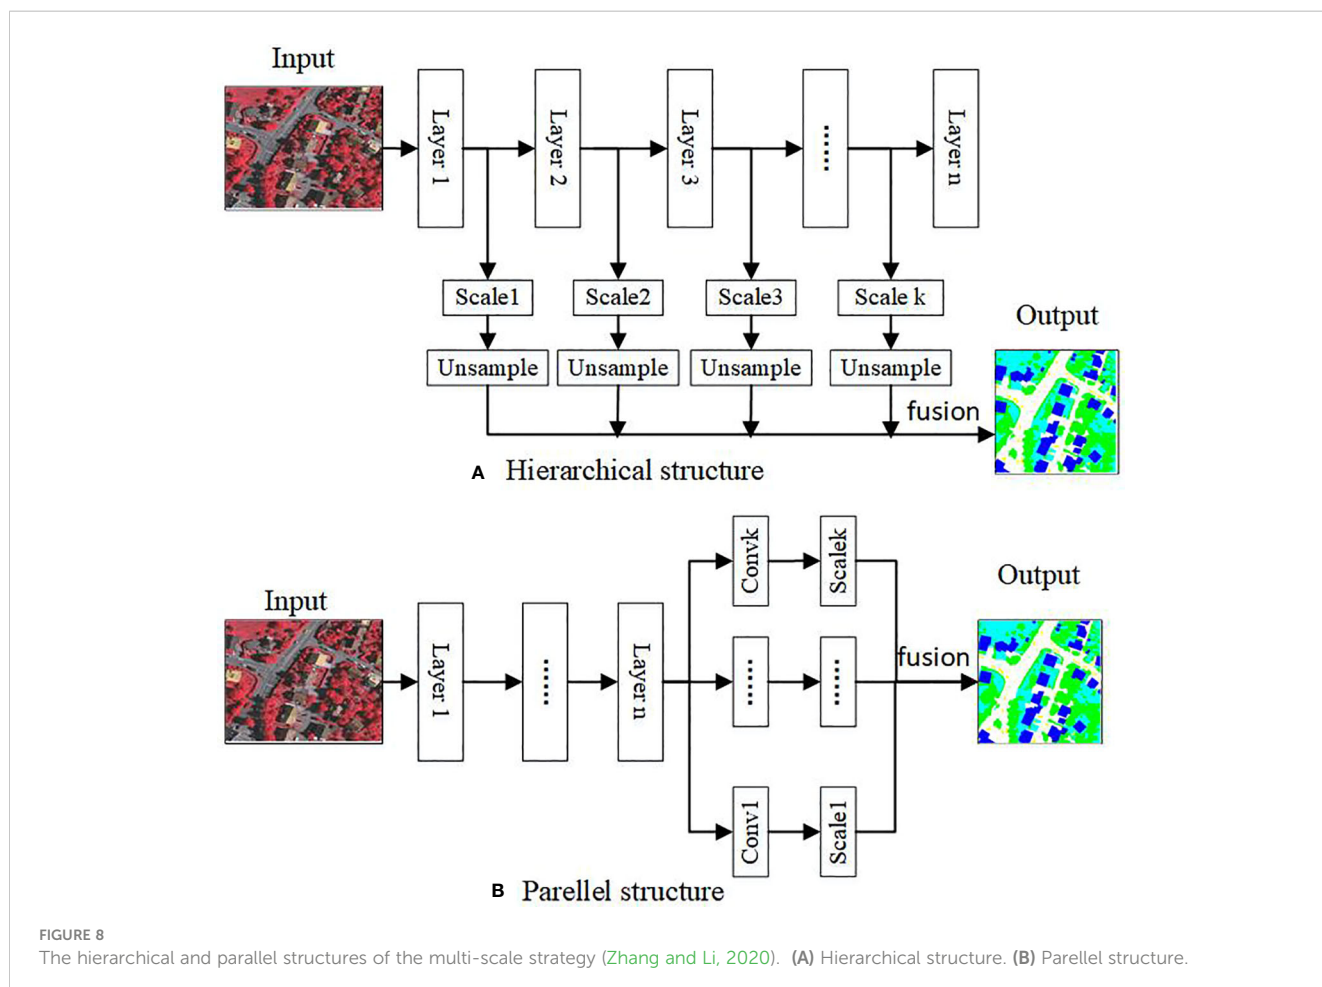 Input
Layer 1
Layer 2
Layer 3
......
Layer n
Scale1
Scale2
Scale3
Scale k
Unsample
Unsample
Unsample
Unsample
fusion
Output
A Hierarchical structure
Input
Layer 1
......
Layer n
Convk
Scalek
......
......
Conv1
Scale1
fusion
Output
B Parellel structure
FIGURE 8
The hierarchical and parallel structures of the multi-scale strategy (Zhang and Li, 2020). (A) Hierarchical structure. (B) Parellel structure.